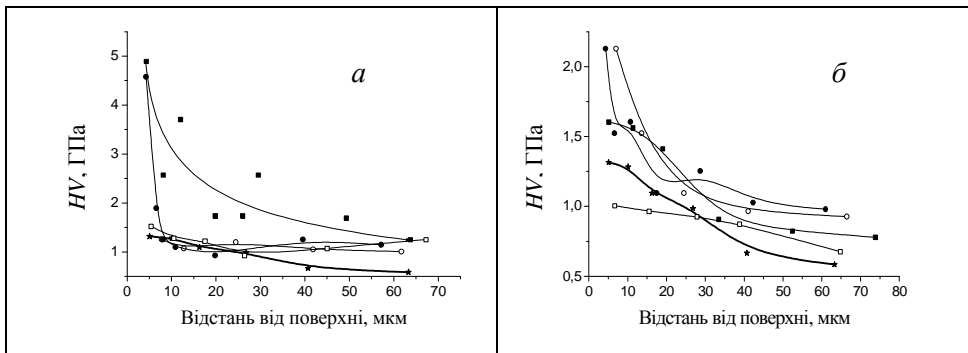 а
HV, ГПа
5
4
3
2
1
0 10 20 30 40 50 60 70
Відстань від поверхні, мкм
б
HV, ГПа
2,0
1,5
1,0
0,5
0 10 20 30 40 50 60 70 80
Відстань від поверхні, мкм